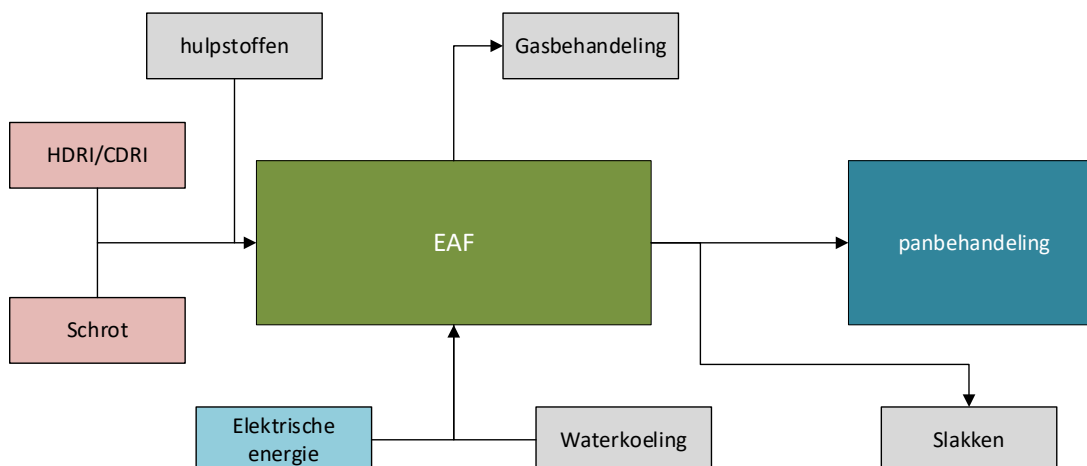 hulpstoffen
Gasbehandeling
HDRI/CDRI
EAF
panbehandeling
Schrot
Elektrische
energie
Waterkoeling
Slakken